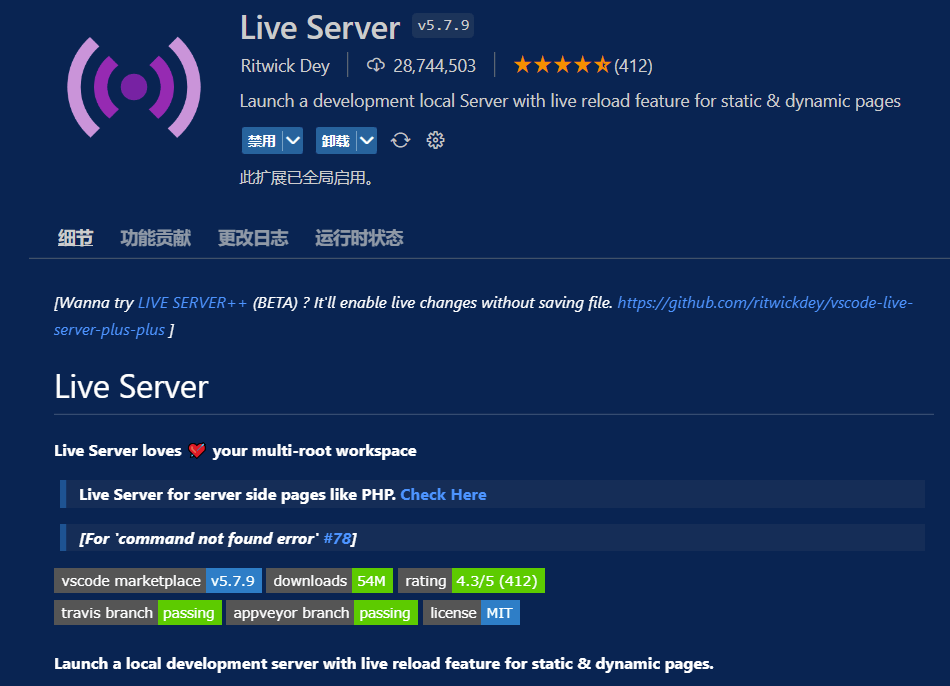 Live Server v5.7.9
Ritwick Dey 28,744,503 (412)
Launch a development local Server with live reload feature for static & dynamic pages
禁用 卸载
此扩展已全局启用。
细节 功能贡献 更改日志 运行时状态
[Wanna try LIVE SERVER++ (BETA) ? It'll enable live changes without saving file. https://github.com/ritwickdey/vscode-live-
server-plus-plus ]
Live Server
Live Server loves your multi-root workspace
Live Server for server side pages like PHP. Check Here
[For `command not found error` #78]
vscode marketplace v5.7.9 downloads 54M rating 4.3/5 (412)
travis branch passing appveyor branch passing license MIT
Launch a local development server with live reload feature for static & dynamic pages.